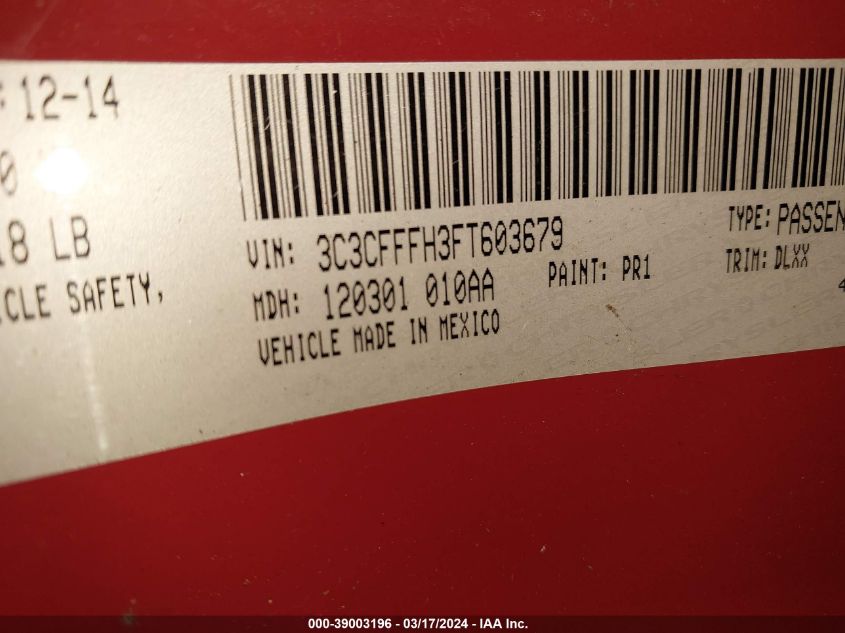 : 12-14
0
18 LB
ICLE SAFETY,
VIN: 3C3CFFFH3FT603679
TYPE: PASSEN
MDH: 120301 010AA
PAINT: PR1
TRIM: DLXX
VEHICLE MADE IN MEXICO
4
000-39003196 - 03/17/2024 - IAA Inc.